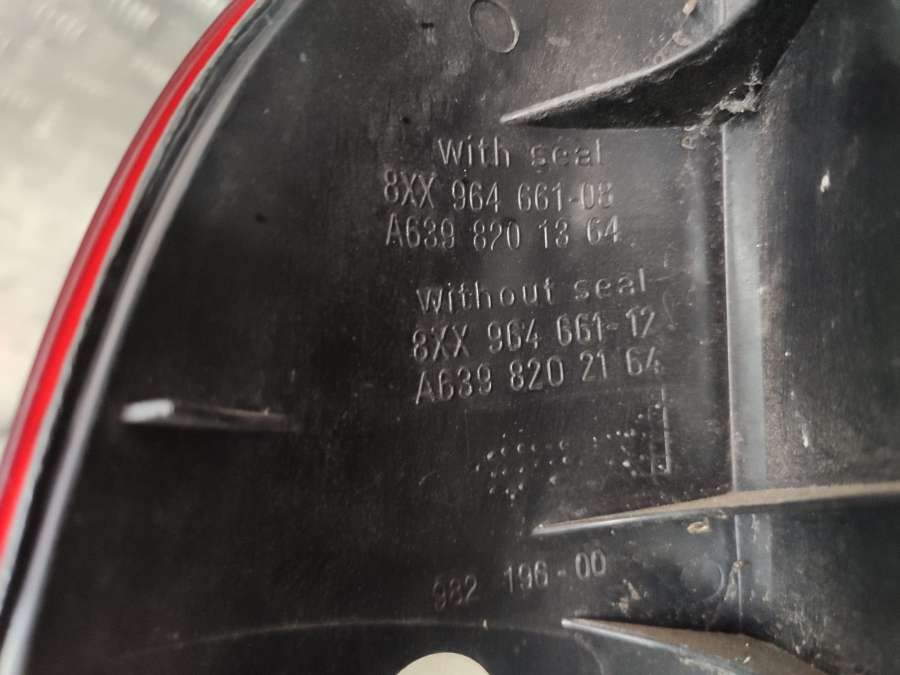 With seal
8XX 964 661-08
A639 820 13 64
Without seal
8XX 964 661-12
A639 820 21 64
982 196-00